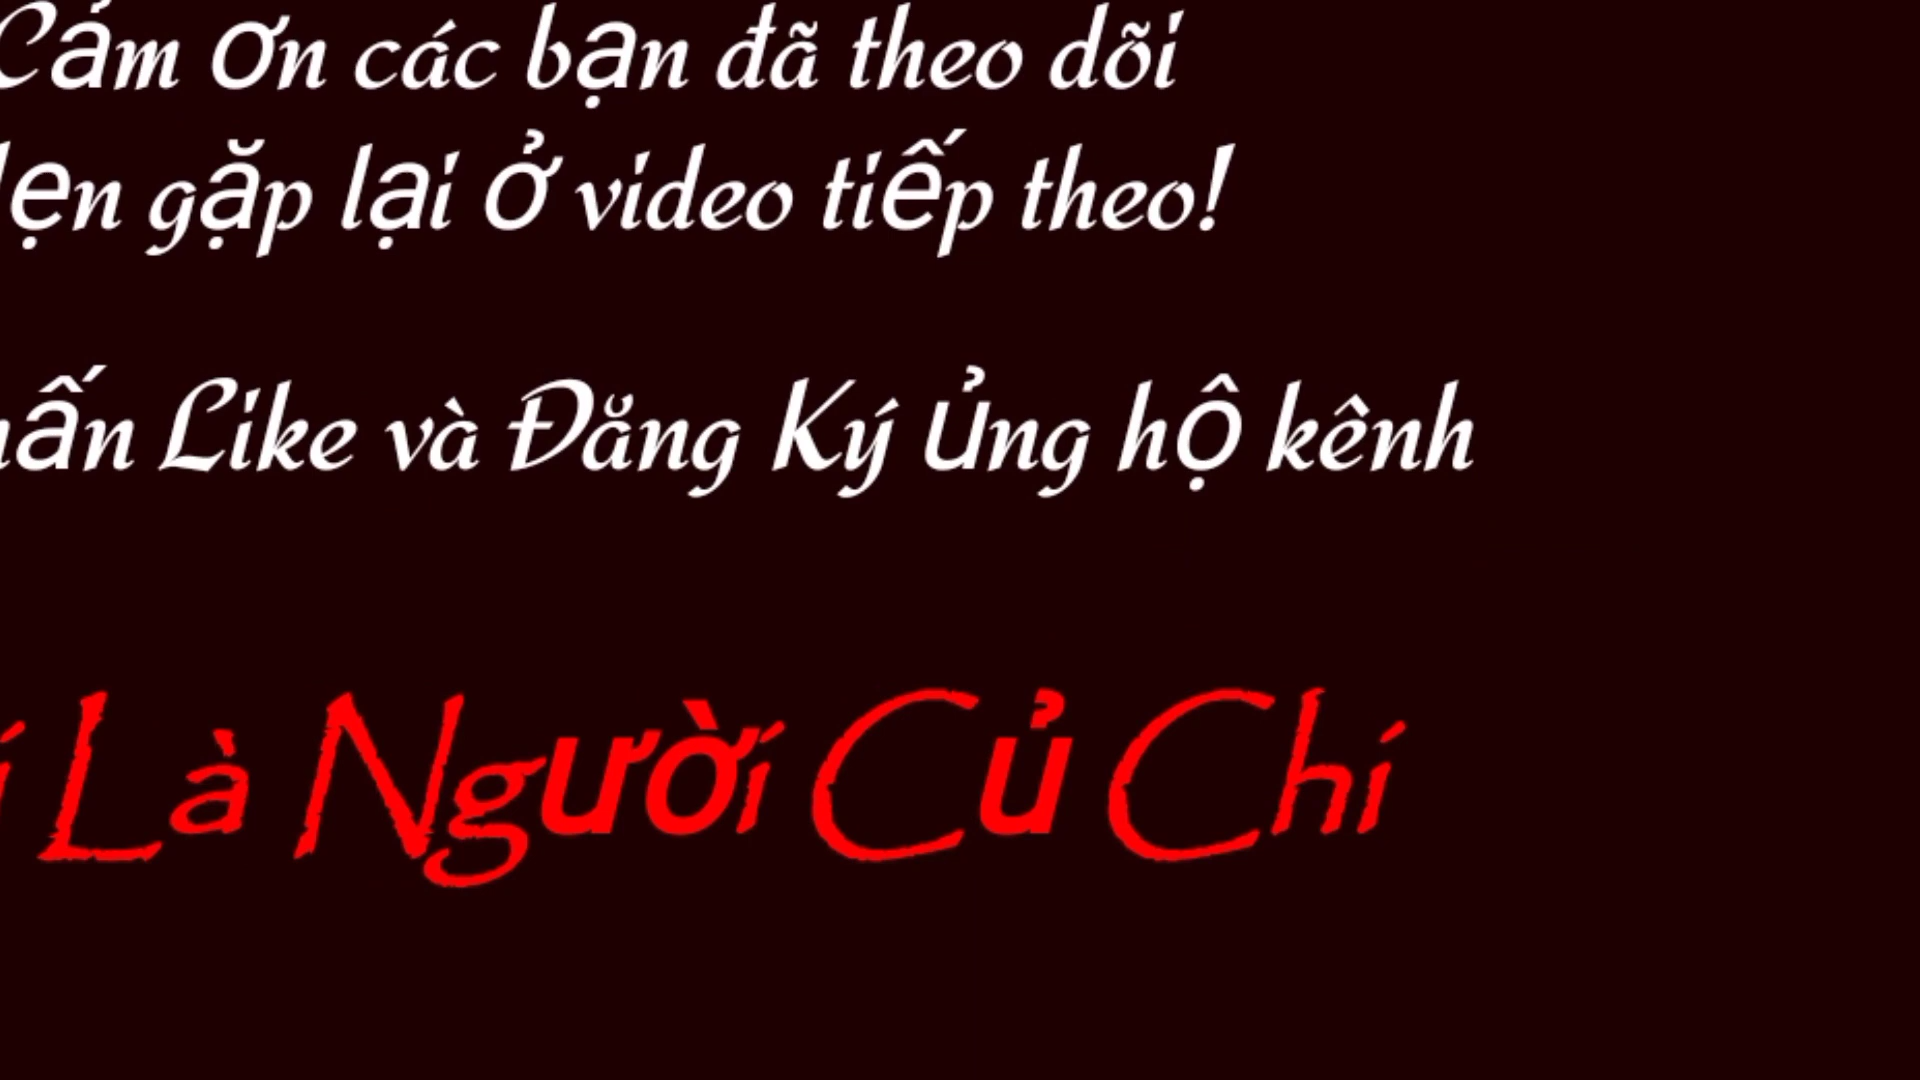 Cảm ơn các bạn đã theo dõi
ẹn gặp lại ở video tiếp theo!
ấn Like và Đăng Ký ủng hộ kênh
Là Người Củ Chí